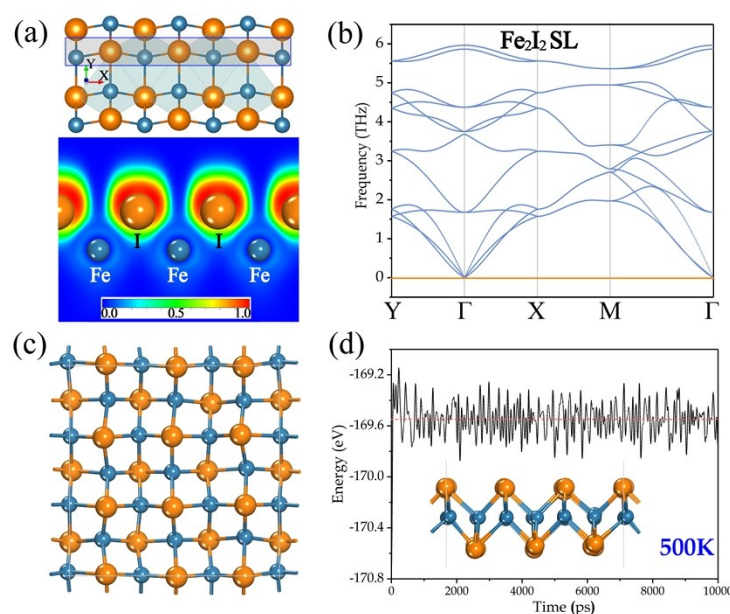 (a)
Y
X
I
I
Fe
Fe
Fe
0.0 0.5 1.0
(b)
Fe₂I₂ SL
Frequency (THz)
6
5
4
3
2
1
0
Y Γ X M Γ
(c)
(d)
Energy (eV)
-169.2
-169.6
-170.0
-170.4
-170.8
500K
0 2000 4000 6000 8000 10000
Time (ps)